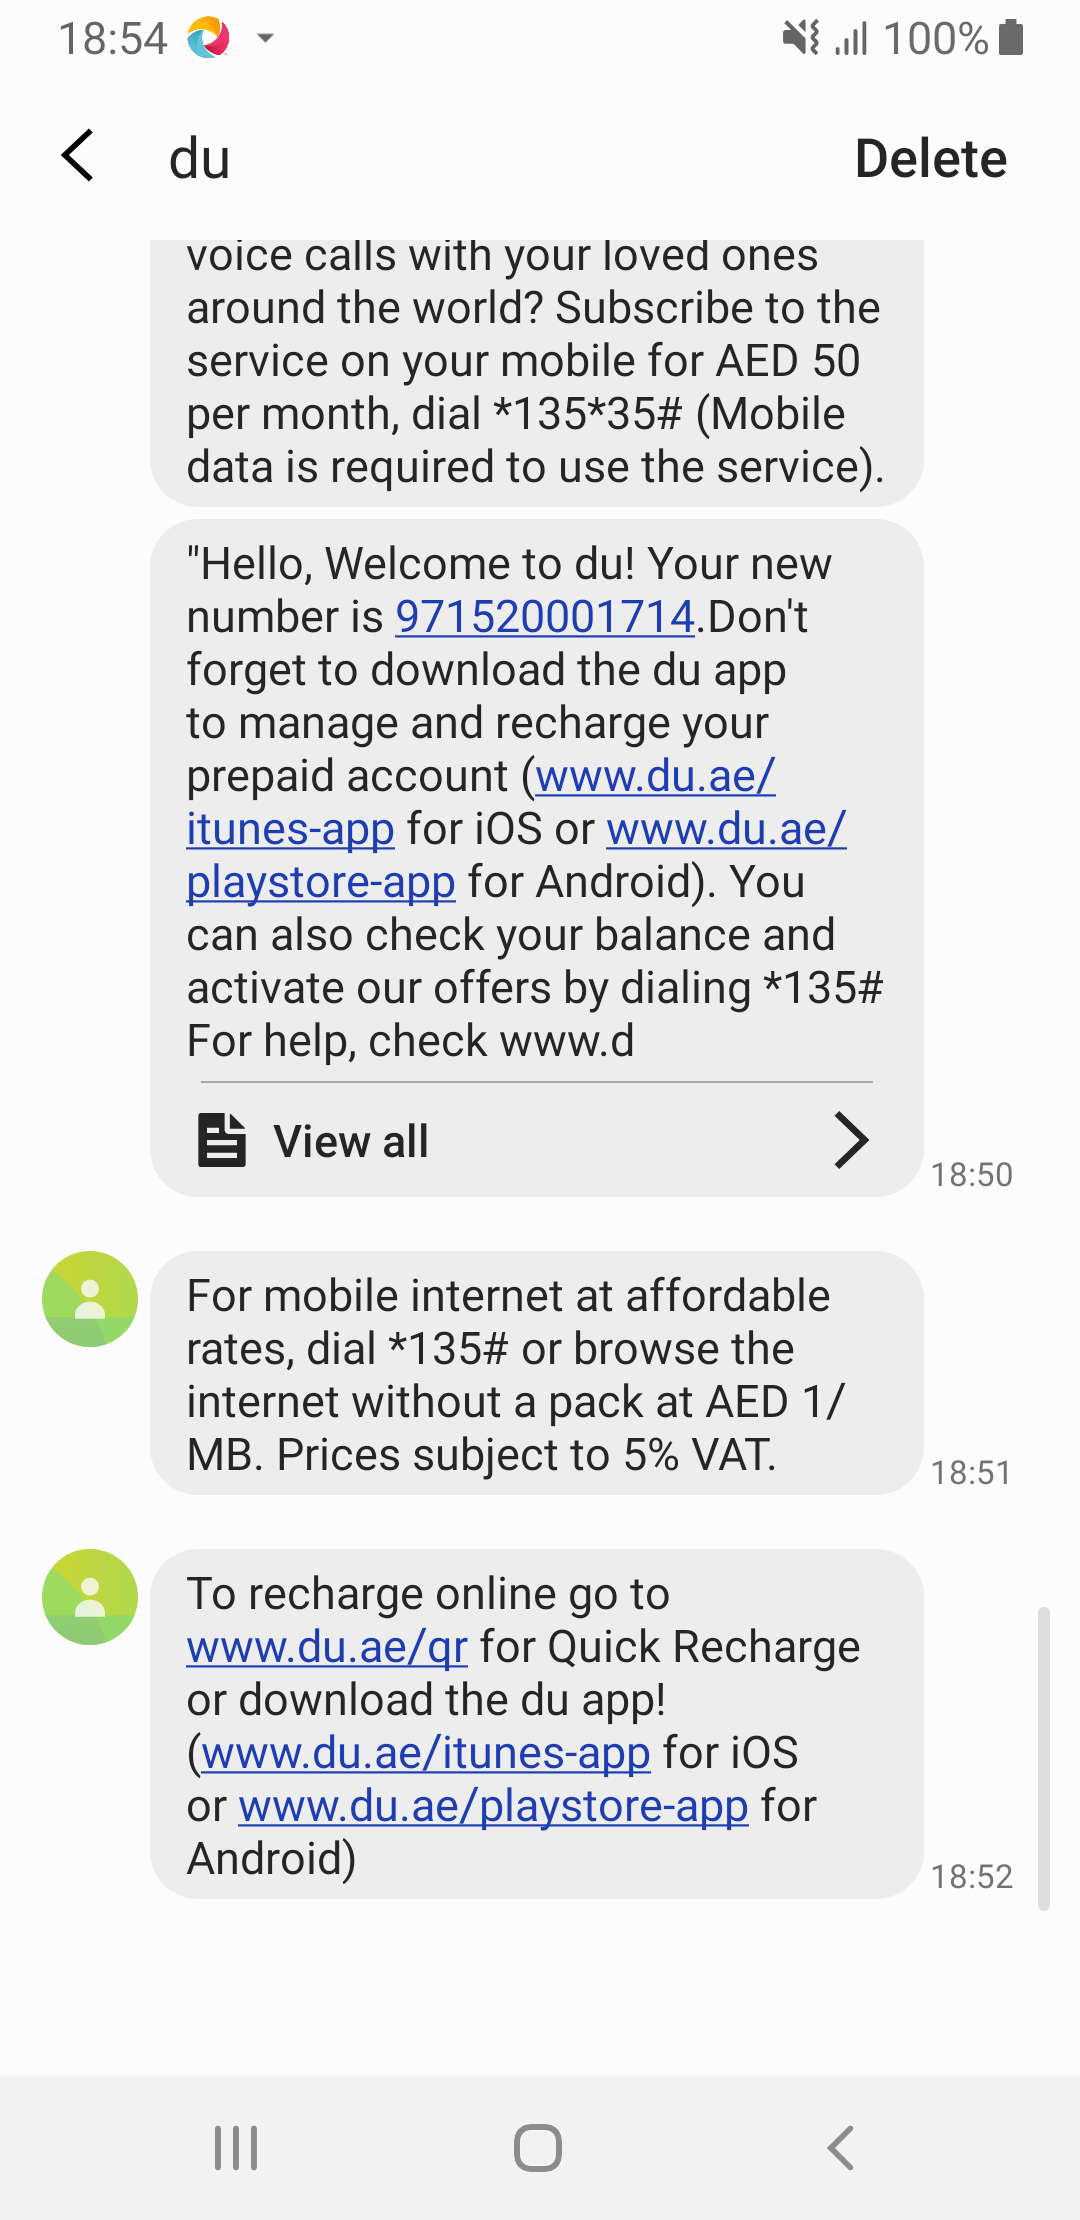 18:54
100%
du
Delete
voice calls with your loved ones
around the world? Subscribe to the
service on your mobile for AED 50
per month, dial *135*35# (Mobile
data is required to use the service).
"Hello, Welcome to du! Your new
number is 971520001714.Don't
forget to download the du app
to manage and recharge your
prepaid account (www.du.ae/
itunes-app for iOS or www.du.ae/
playstore-app for Android). You
can also check your balance and
activate our offers by dialing *135#
For help, check www.d
View all
18:50
For mobile internet at affordable
rates, dial *135# or browse the
internet without a pack at AED 1/
MB. Prices subject to 5% VAT.
18:51
To recharge online go to
www.du.ae/qr for Quick Recharge
or download the du app!
(www.du.ae/itunes-app for iOS
or www.du.ae/playstore-app for
Android)
18:52